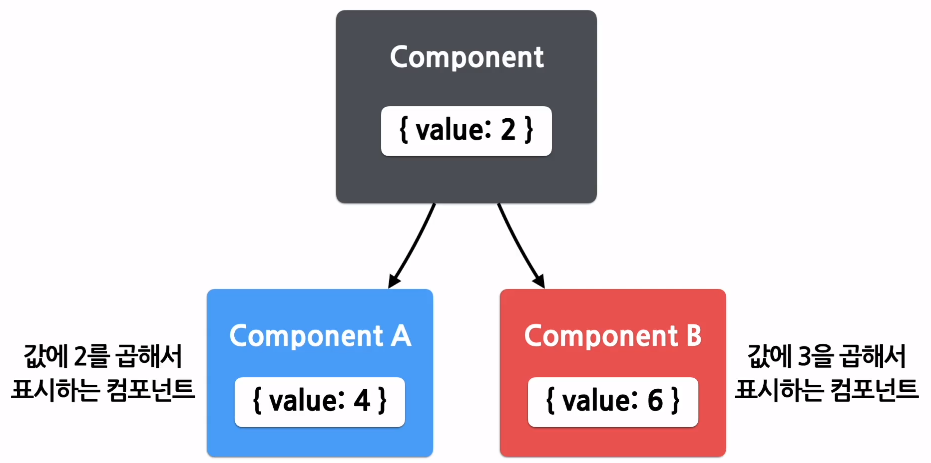 Component
{ value: 2 }
Component A
{ value: 4 }
값에 2를 곱해서
표시하는 컴포넌트
Component B
{ value: 6 }
값에 3을 곱해서
표시하는 컴포넌트